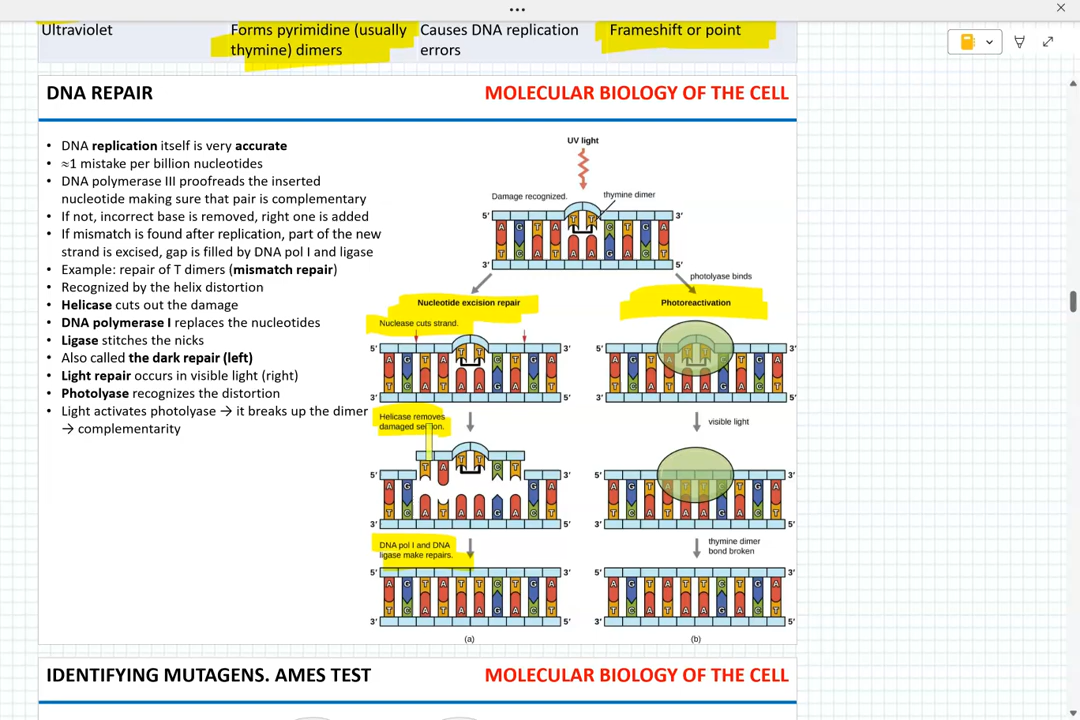 Ultraviolet
Forms pyrimidine (usually
thymine) dimers
Causes DNA replication
errors
Frameshift or point
DNA REPAIR
MOLECULAR BIOLOGY OF THE CELL
• DNA replication itself is very accurate
• ≈1 mistake per billion nucleotides
• DNA polymerase III proofreads the inserted
nucleotide making sure that pair is complementary
• If not, incorrect base is removed, right one is added
• If mismatch is found after replication, part of the new
strand is excised, gap is filled by DNA pol I and ligase
• Example: repair of T dimers (mismatch repair)
• Recognized by the helix distortion
• Helicase cuts out the damage
• DNA polymerase I replaces the nucleotides
• Ligase stitches the nicks
• Also called the dark repair (left)
• Light repair occurs in visible light (right)
• Photolyase recognizes the distortion
• Light activates photolyase → it breaks up the dimer
→ complementarity
UV light
Damage recognized.
thymine dimer
5′ 3′
A G T A T T C T G A
T C A T A A G A C T
3′ 5′
photolyase binds
Nucleotide excision repair
Nuclease cuts strand.
5′ 3′
A G T A T T C T G A
T C A T A A G A C T
3′ 5′
Helicase removes
damaged section.
T A T T C T
5′ 3′
A G G A
T C A T A A G A C T
3′ 5′
DNA pol I and DNA
ligase make repairs.
5′ 3′
A G T A T T C T G A
T C A T A A G A C T
3′ 5′
(a)
Photoreactivation
5′ 3′
A G T A T T C T G A
T C A T A A G A C T
3′ 5′
visible light
5′ 3′
A G T A T T C T G A
T C A T A A G A C T
3′ 5′
thymine dimer
bond broken
5′ 3′
A G T A T T C T G A
T C A T A A G A C T
3′ 5′
(b)
IDENTIFYING MUTAGENS. AMES TEST
MOLECULAR BIOLOGY OF THE CELL